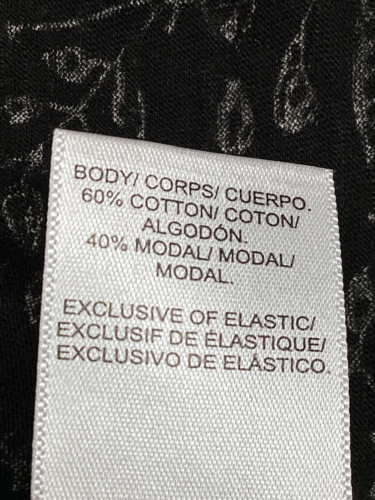 BODY/ CORPS/ CUERPO.
60% COTTON/ COTON/
ALGODÓN.
40% MODAL/ MODAL/
MODAL.
EXCLUSIVE OF ELASTIC/
EXCLUSIF DE ÉLASTIQUE/
EXCLUSIVO DE ELÁSTICO.